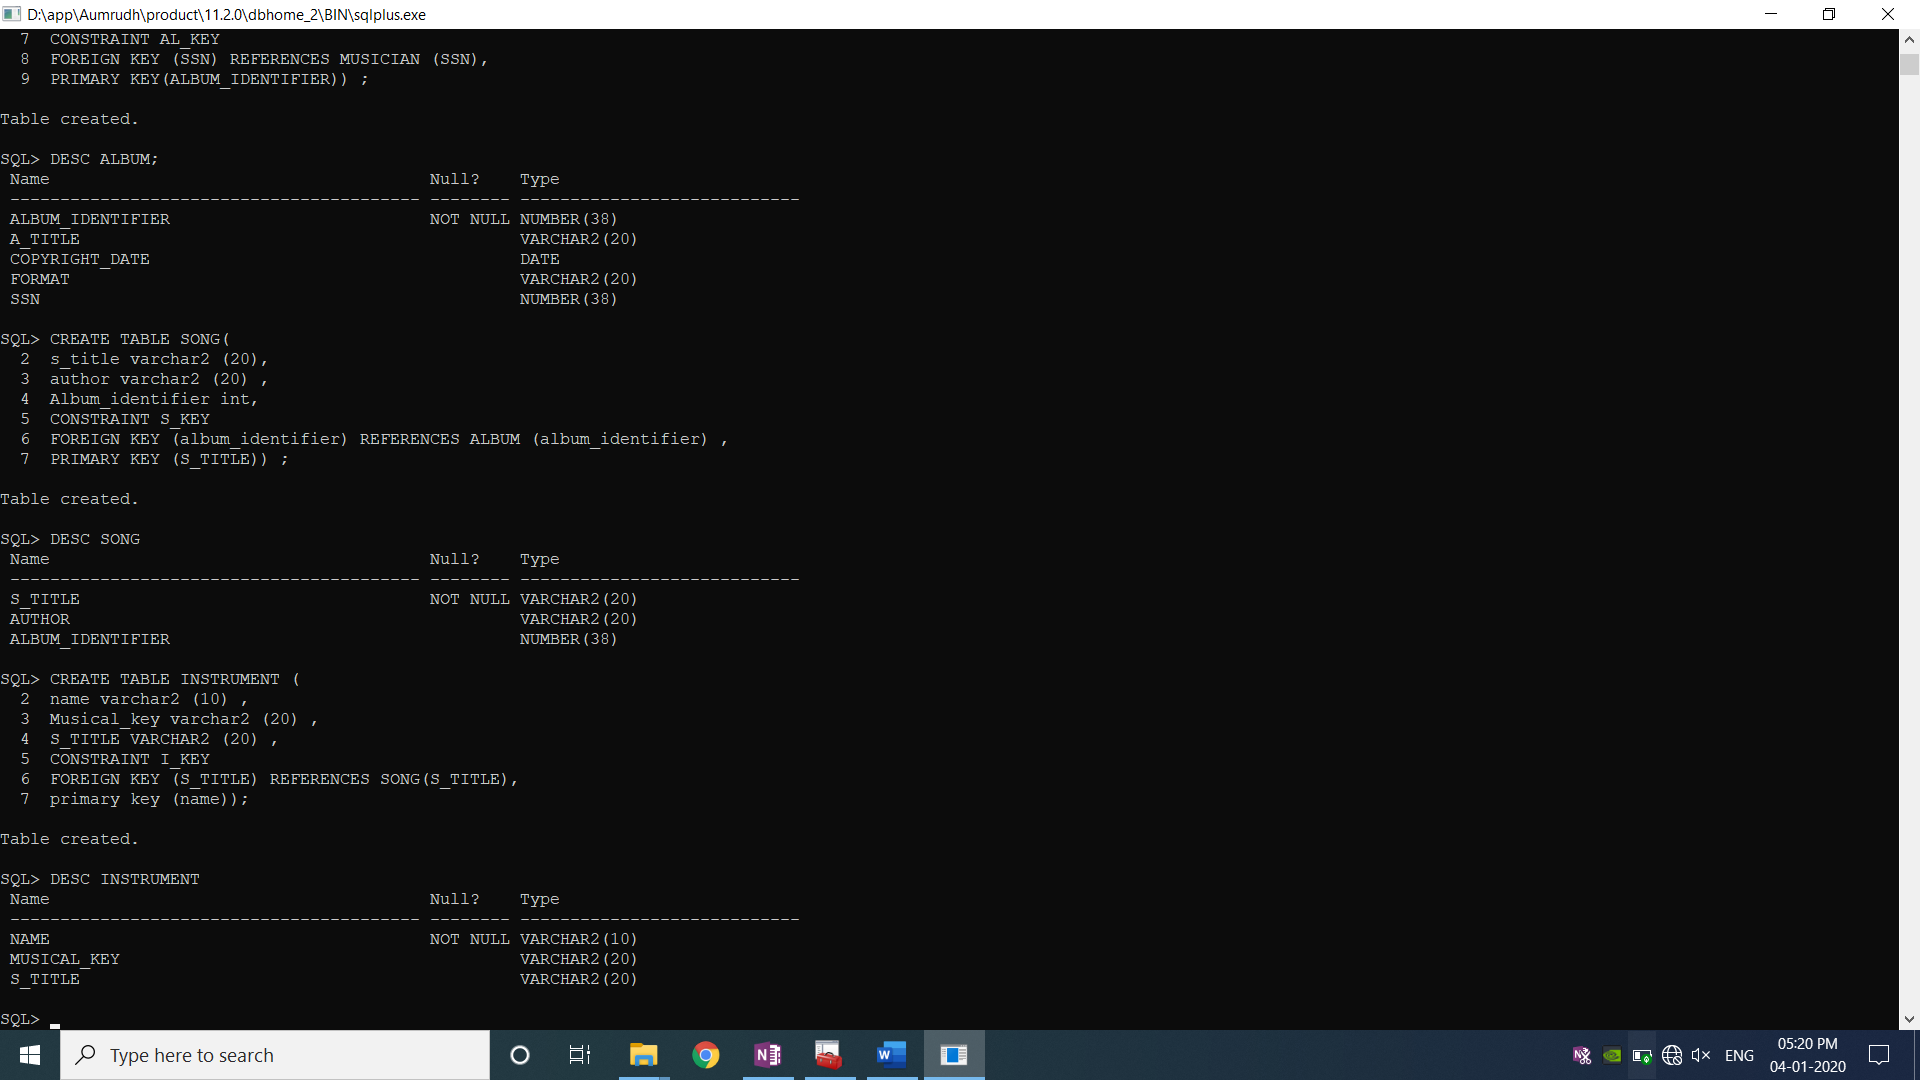 D:\app\Aumrudh\product\11.2.0\dbhome_2\BIN\sqlplus.exe
7 CONSTRAINT AL_KEY
8 FOREIGN KEY (SSN) REFERENCES MUSICIAN (SSN),
9 PRIMARY KEY(ALBUM_IDENTIFIER)) ;
Table created.
SQL> DESC ALBUM;
Name Null? Type
----------------------------------------- -------- ----------------------------
ALBUM_IDENTIFIER NOT NULL NUMBER(38)
A_TITLE VARCHAR2(20)
COPYRIGHT_DATE DATE
FORMAT VARCHAR2(20)
SSN NUMBER(38)
SQL> CREATE TABLE SONG(
2 s_title varchar2 (20),
3 author varchar2 (20) ,
4 Album_identifier int,
5 CONSTRAINT S_KEY
6 FOREIGN KEY (album_identifier) REFERENCES ALBUM (album_identifier) ,
7 PRIMARY KEY (S_TITLE)) ;
Table created.
SQL> DESC SONG
Name Null? Type
----------------------------------------- -------- ----------------------------
S_TITLE NOT NULL VARCHAR2(20)
AUTHOR VARCHAR2(20)
ALBUM_IDENTIFIER NUMBER(38)
SQL> CREATE TABLE INSTRUMENT (
2 name varchar2 (10) ,
3 Musical_key varchar2 (20) ,
4 S_TITLE VARCHAR2 (20) ,
5 CONSTRAINT I_KEY
6 FOREIGN KEY (S_TITLE) REFERENCES SONG(S_TITLE),
7 primary key (name));
Table created.
SQL> DESC INSTRUMENT
Name Null? Type
----------------------------------------- -------- ----------------------------
NAME NOT NULL VARCHAR2(10)
MUSICAL_KEY VARCHAR2(20)
S_TITLE VARCHAR2(20)
SQL>
Type here to search
ENG
05:20 PM
04-01-2020